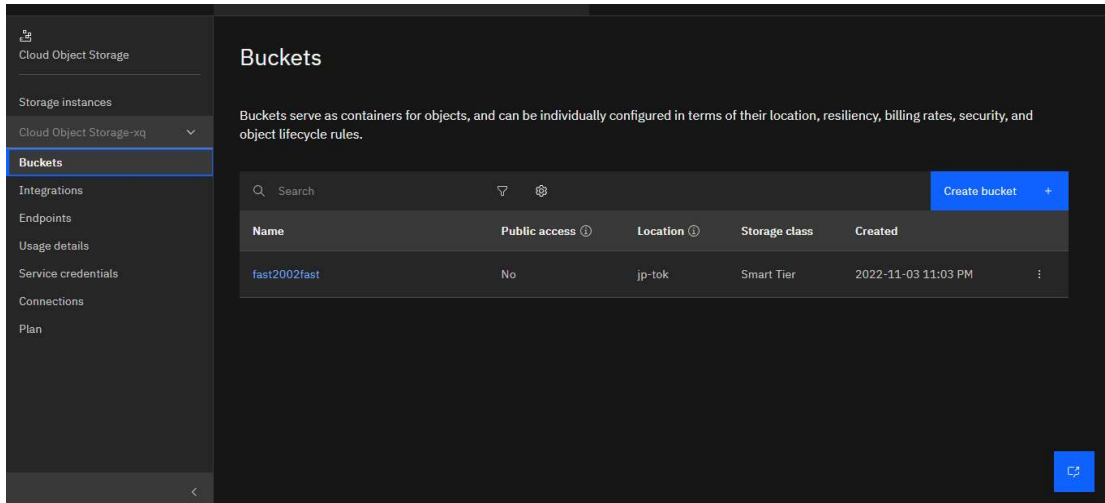 Cloud Object Storage
Storage instances
Cloud Object Storage-xq
Buckets
Integrations
Endpoints
Usage details
Service credentials
Connections
Plan
Buckets
Buckets serve as containers for objects, and can be individually configured in terms of their location, resiliency, billing rates, security, and
object lifecycle rules.
Search
Create bucket +
Name Public access Location Storage class Created
fast2002fast No jp-tok Smart Tier 2022-11-03 11:03 PM